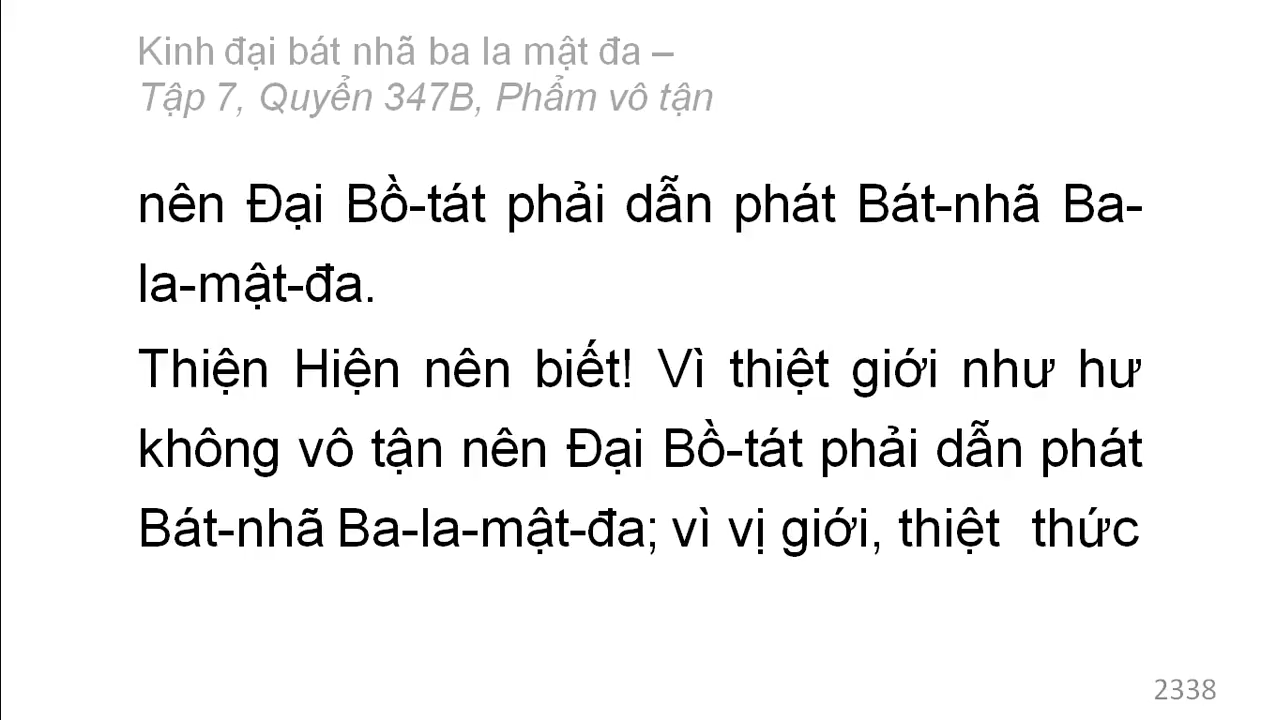 Kinh đại bát nhã ba la mật đa –
Tập 7, Quyển 347B, Phẩm vô tận
nên Đại Bồ-tát phải dẫn phát Bát-nhã Ba-
la-mật-đa.
Thiện Hiện nên biết! Vì thiệt giới như hư
không vô tận nên Đại Bồ-tát phải dẫn phát
Bát-nhã Ba-la-mật-đa; vì vị giới, thiệt thức
2338